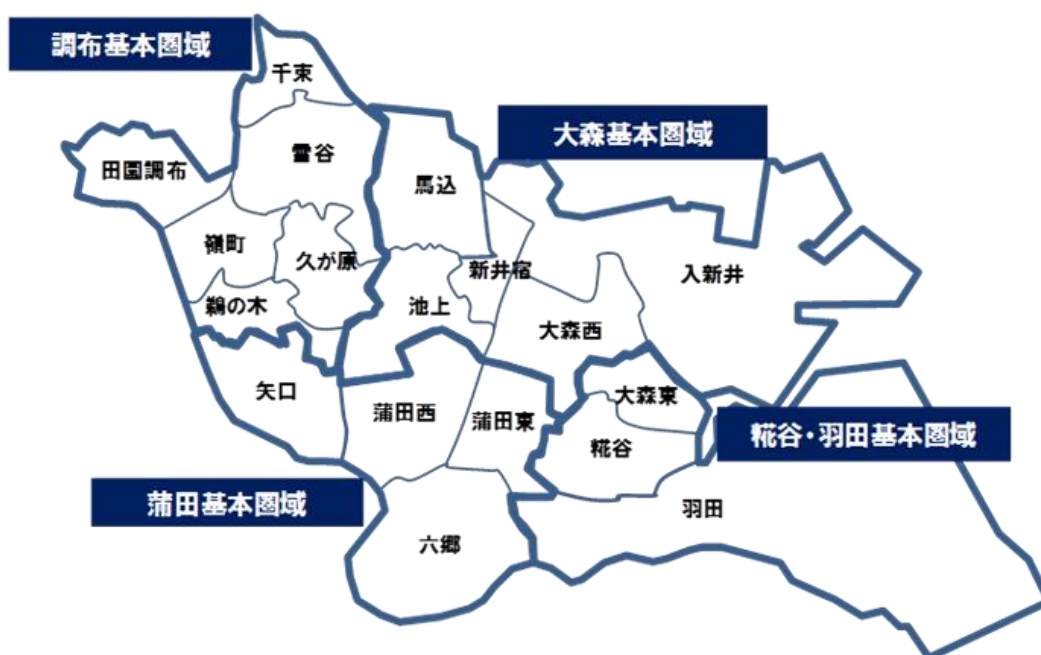 調布基本圏域
千束
大森基本圏域
田園調布
雪谷
馬込
嶺町
久が原
新井宿
入新井
鵜の木
池上
大森西
矢口
蒲田西
蒲田東
大森東
糀谷
糀谷・羽田基本圏域
蒲田基本圏域
羽田
六郷